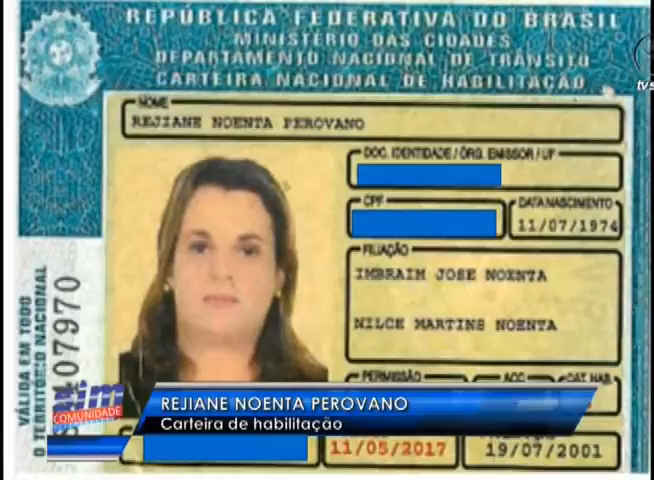 REPÚBLICA FEDERATIVA DO BRASIL
MINISTÉRIO DAS CIDADES
DEPARTAMENTO NACIONAL DE TRÂNSITO
CARTEIRA NACIONAL DE HABILITAÇÃO
tvs
NOME
REJIANE NOENTA PEROVANO
DOC. IDENTIDADE / ÓRG. EMISSOR / UF
CPF
DATA NASCIMENTO
11/07/1974
FILIAÇÃO
IMBRAIM JOSE NOENTA
NILCE MARTINS NOENTA
PERMISSÃO
ACC
CAT. HAB.
VÁLIDA EM TODO
O TERRITÓRIO NACIONAL
07970
COMUNIDADE
REJIANE NOENTA PEROVANO
Carteira de habilitação
11/05/2017
19/07/2001